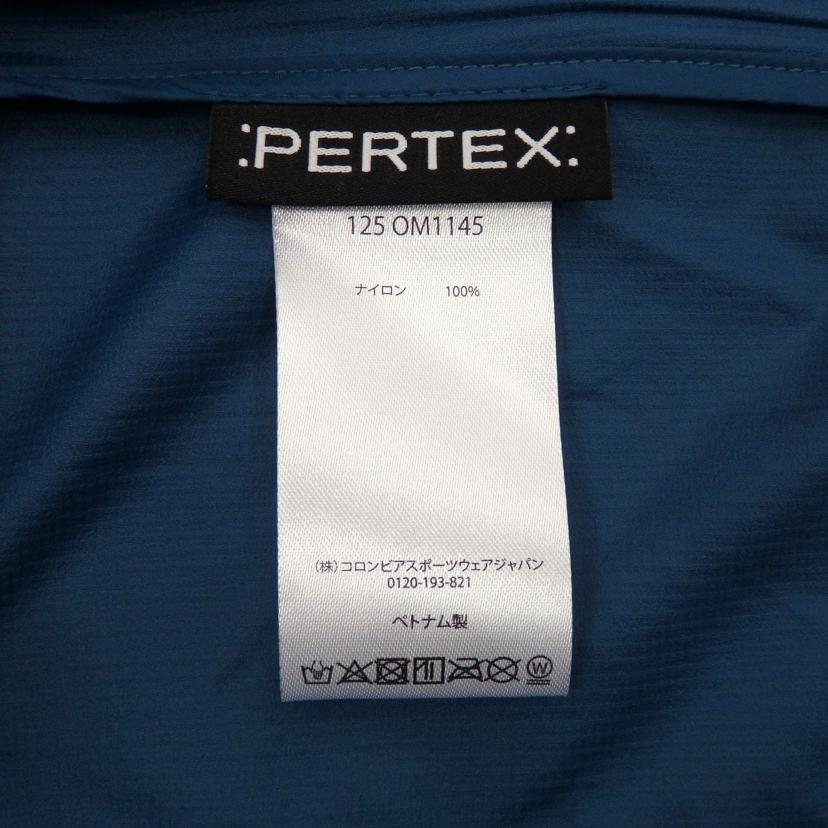 :PERTEX:
125 OM1145
ナイロン 100%
(株)コロンビアスポーツウェアジャパン
0120-193-821
ベトナム製
W